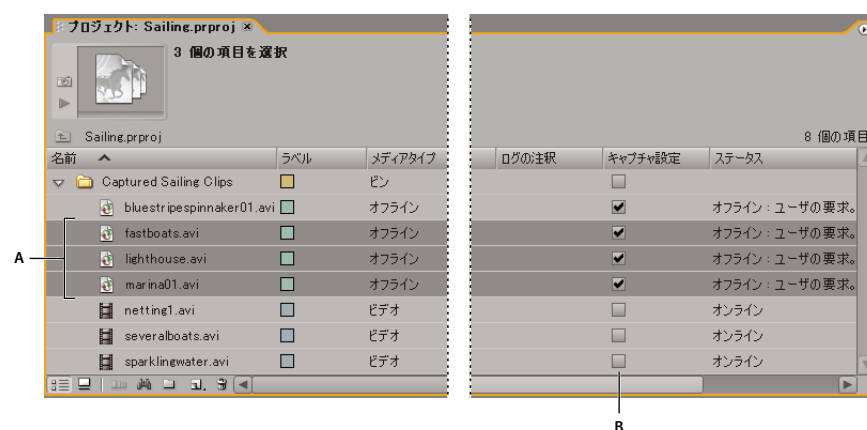 プロジェクト: Sailing.prproj ×
3 個の項目を選択
Sailing.prproj
8 個の項目
名前 ラベル メディアタイプ ログの注釈 キャプチャ設定 ステータス
Captured Sailing Clips ビン
bluestripespinnaker01.avi オフライン オフライン：ユーザの要求。
fastboats.avi オフライン オフライン：ユーザの要求。
A
lighthouse.avi オフライン オフライン：ユーザの要求。
marina01.avi オフライン オフライン：ユーザの要求。
netting1.avi ビデオ オンライン
severalboats.avi ビデオ オンライン
sparklingwater.avi ビデオ オンライン
B